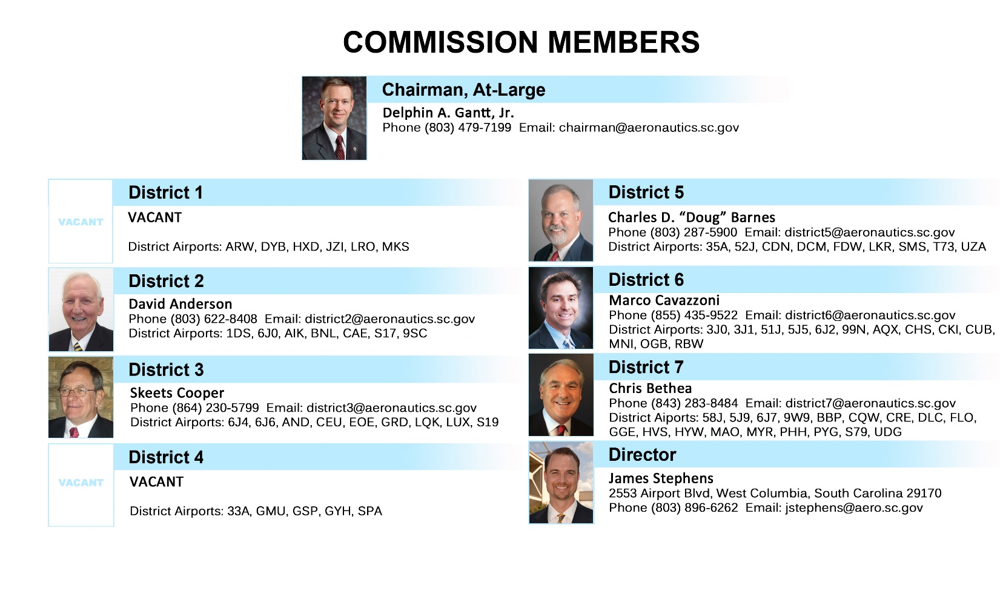 COMMISSION MEMBERS
Chairman, At-Large
Delphin A. Gantt, Jr.
Phone (803) 479-7199  Email: chairman@aeronautics.sc.gov
District 1
VACANT
VACANT
District Airports: ARW, DYB, HXD, JZI, LRO, MKS
District 2
David Anderson
Phone (803) 622-8408  Email: district2@aeronautics.sc.gov
District Airports: 1DS, 6J0, AIK, BNL, CAE, S17, 9SC
District 3
Skeets Cooper
Phone (864) 230-5799  Email: district3@aeronautics.sc.gov
District Airports: 6J4, 6J6, AND, CEU, EOE, GRD, LQK, LUX, S19
District 4
VACANT
VACANT
District Airports: 33A, GMU, GSP, GYH, SPA
District 5
Charles D. “Doug” Barnes
Phone (803) 287-5900  Email: district5@aeronautics.sc.gov
District Airports: 35A, 52J, CDN, DCM, FDW, LKR, SMS, T73, UZA
District 6
Marco Cavazzoni
Phone (855) 435-9522  Email: district6@aeronautics.sc.gov
District Airports: 3J0, 3J1, 51J, 5J5, 6J2, 99N, AQX, CHS, CKI, CUB,
MNI, OGB, RBW
District 7
Chris Bethea
Phone (843) 283-8484  Email: district7@aeronautics.sc.gov
District Aiports: 58J, 5J9, 6J7, 9W9, BBP, CQW, CRE, DLC, FLO,
GGE, HVS, HYW, MAO, MYR, PHH, PYG, S79, UDG
Director
James Stephens
2553 Airport Blvd, West Columbia, South Carolina 29170
Phone (803) 896-6262  Email: jstephens@aero.sc.gov